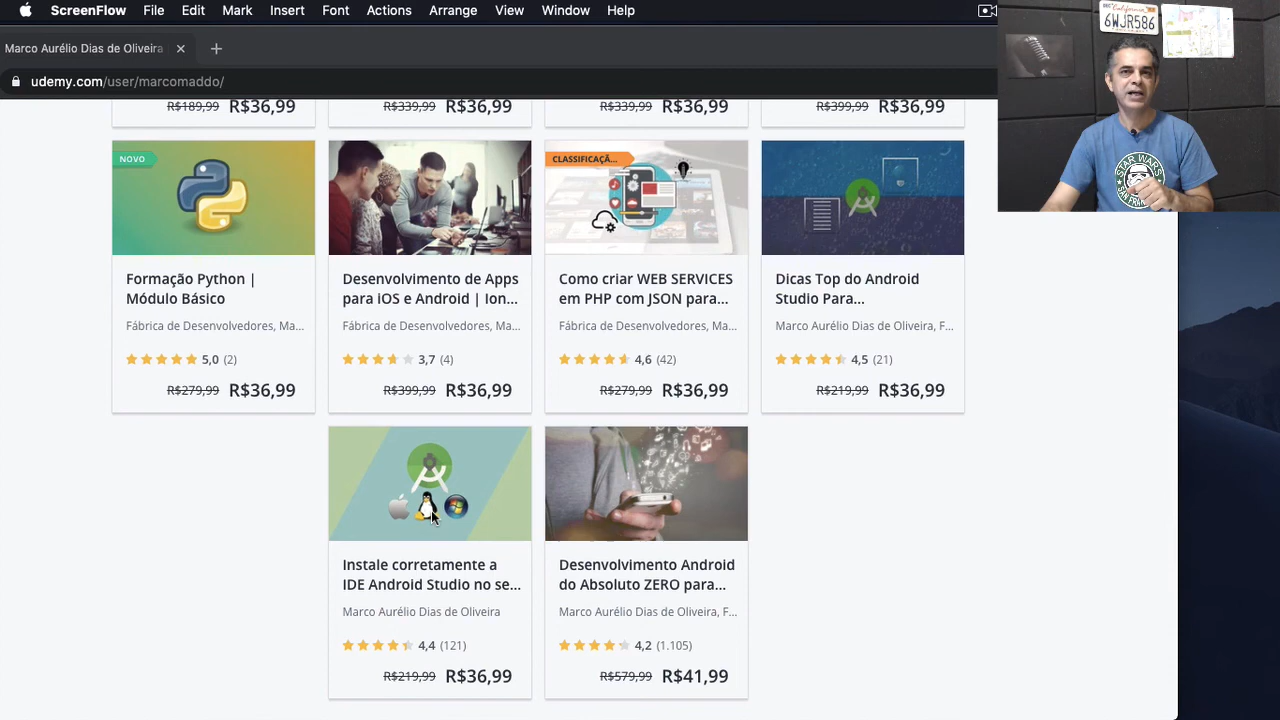 ScreenFlow File Edit Mark Insert Font Actions Arrange View Window Help
Marco Aurélio Dias de Oliveira
udemy.com/user/marcomaddo/
R$189,99 R$36,99
R$339,99 R$36,99
R$339,99 R$36,99
R$399,99 R$36,99
NOVO
Formação Python |
Módulo Básico
Fábrica de Desenvolvedores, Ma...
5,0 (2)
R$279,99 R$36,99
Desenvolvimento de Apps
para iOS e Android | Ion...
Fábrica de Desenvolvedores, Ma...
3,7 (4)
R$399,99 R$36,99
CLASSIFICAÇÃ...
Como criar WEB SERVICES
em PHP com JSON para...
Fábrica de Desenvolvedores, Ma...
4,6 (42)
R$279,99 R$36,99
Dicas Top do Android
Studio Para...
Marco Aurélio Dias de Oliveira, F...
4,5 (21)
R$219,99 R$36,99
Instale corretamente a
IDE Android Studio no se...
Marco Aurélio Dias de Oliveira
4,4 (121)
R$219,99 R$36,99
Desenvolvimento Android
do Absoluto ZERO para...
Marco Aurélio Dias de Oliveira, F...
4,2 (1.105)
R$579,99 R$41,99
California
6WJR586
STAR WARS
SAN FRAN